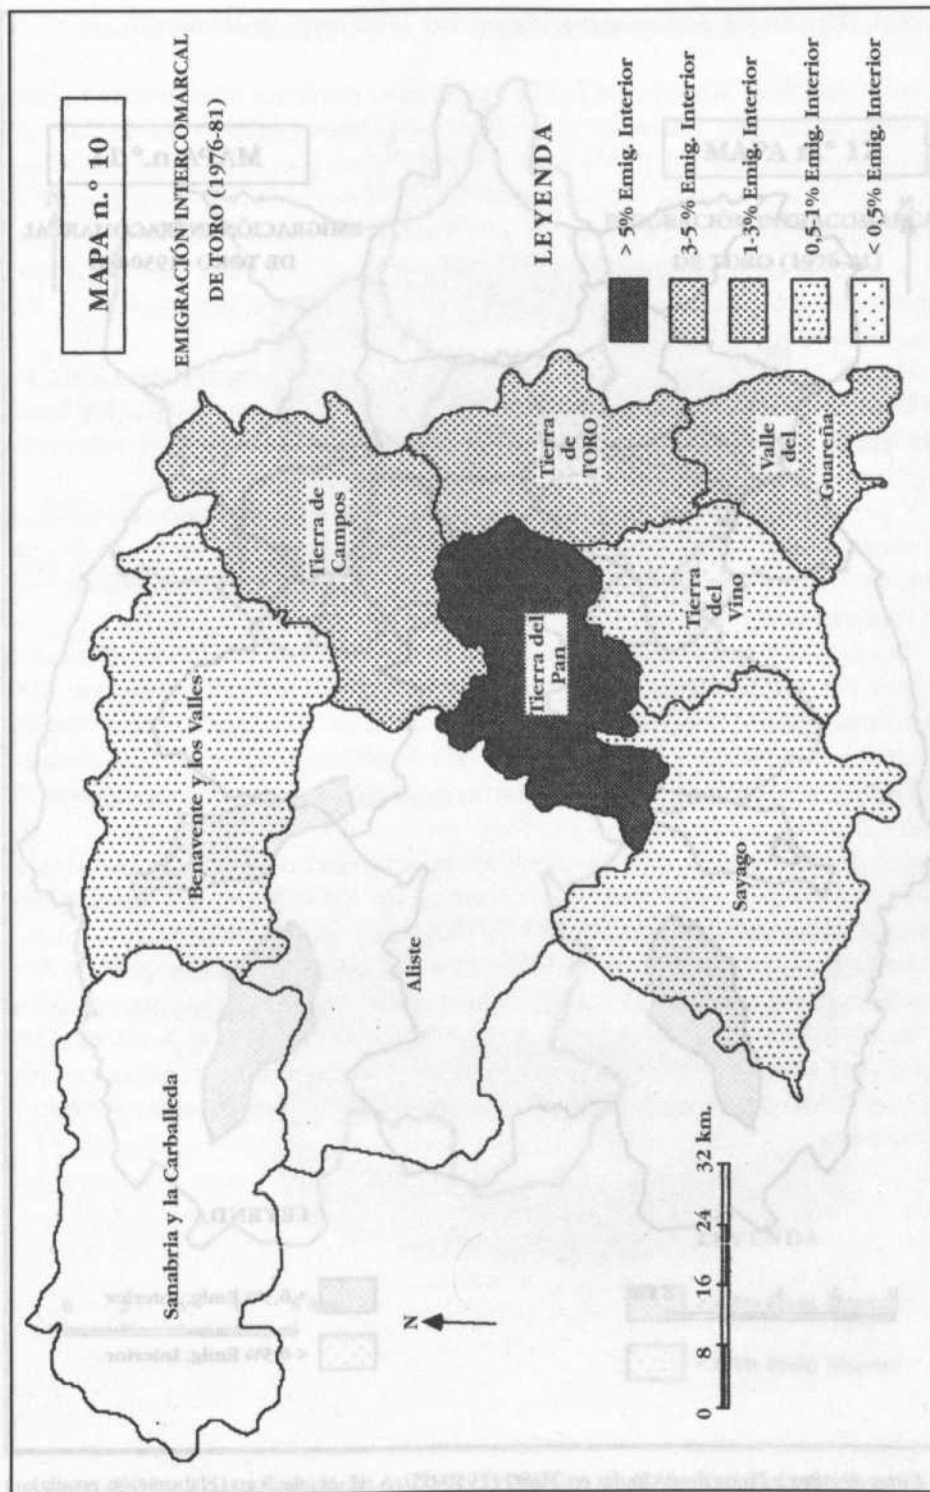 MAPA n.° 10
EMIGRACIÓN INTERCOMARCAL
DE TORO (1976-81)
Sanabria y la Carballeda
Benavente y los Valles
Tierra de
Campos
Aliste
Tierra del
Pan
Tierra
de
TORO
Sayago
Tierra
del
Vino
Valle
del
Guareña
LEYENDA
> 5% Emig. Interior
3-5 % Emig. Interior
1-3% Emig. Interior
0,5-1% Emig. Interior
< 0,5% Emig. Interior
N
0 8 16 24 32 km.